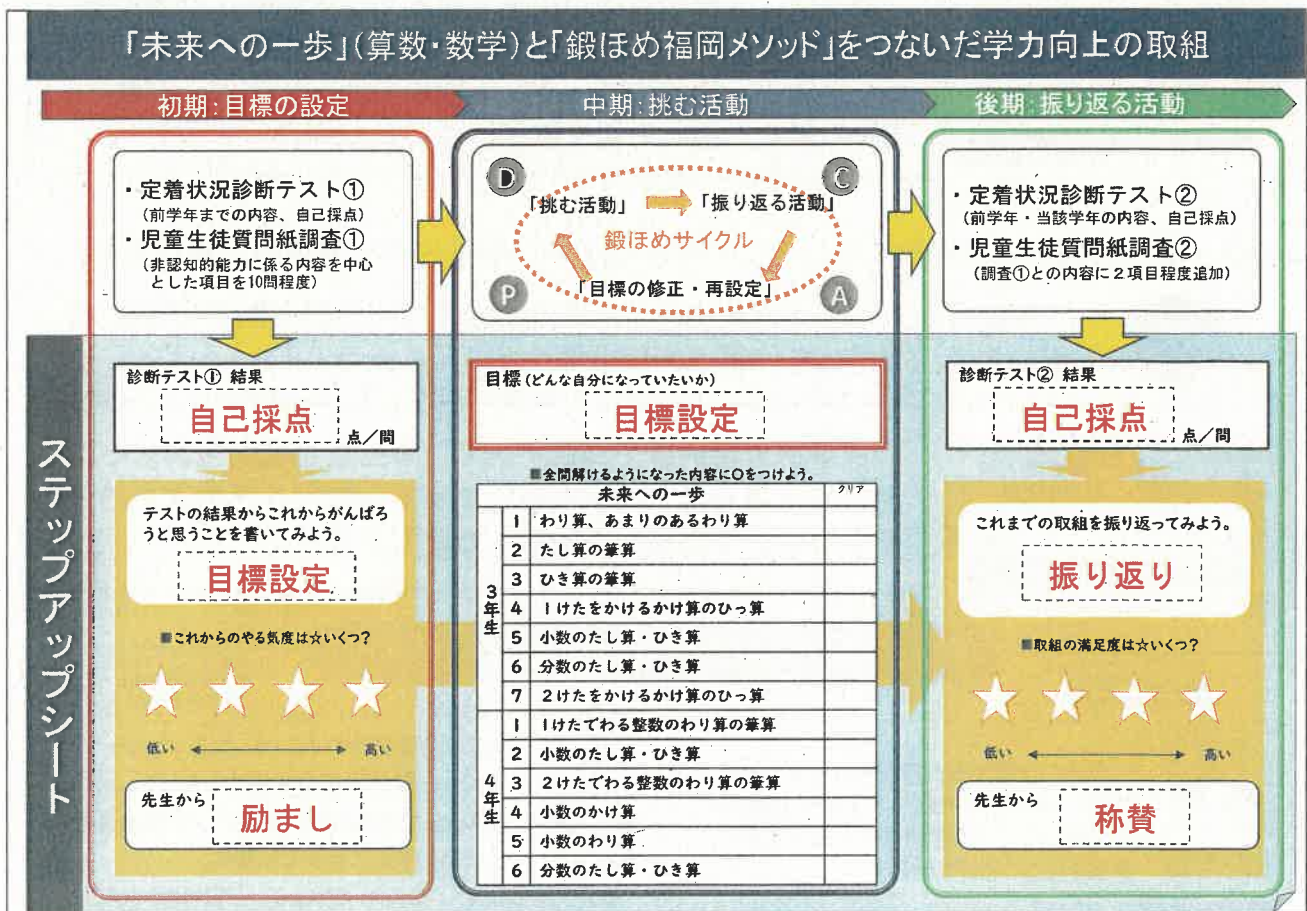 「未来への一歩」(算数・数学)と「鍛ほめ福岡メソッド」をつないだ学力向上の取組
初期:目標の設定
中期:挑む活動
後期:振り返る活動
・定着状況診断テスト①
(前学年までの内容、自己採点)
・児童生徒質問紙調査①
(非認知的能力に係る内容を中心
とした項目を10問程度)
D
C
「挑む活動」
「振り返る活動」
鍛ほめサイクル
「目標の修正・再設定」
P
A
・定着状況診断テスト②
(前学年・当該学年の内容、自己採点)
・児童生徒質問紙調査②
(調査①との内容に2項目程度追加)
ステップアップシート
診断テスト① 結果
自己採点
点/問
テストの結果からこれからがんばろ
うと思うことを書いてみよう。
目標設定
■これからのやる気度は☆いくつ?
低い
高い
先生から
励まし
目標(どんな自分になっていたいか)
目標設定
■全問解けるようになった内容に○をつけよう。
未来への一歩 クリア
3年生
1 わり算、あまりのあるわり算
2 たし算の筆算
3 ひき算の筆算
4 1けたをかけるかけ算のひっ算
5 小数のたし算・ひき算
6 分数のたし算・ひき算
7 2けたをかけるかけ算のひっ算
4年生
1 1けたでわる整数のわり算の筆算
2 小数のたし算・ひき算
3 2けたでわる整数のわり算の筆算
4 小数のかけ算
5 小数のわり算
6 分数のたし算・ひき算
診断テスト② 結果
自己採点
点/問
これまでの取組を振り返ってみよう。
振り返り
■取組の満足度は☆いくつ?
低い
高い
先生から
称賛